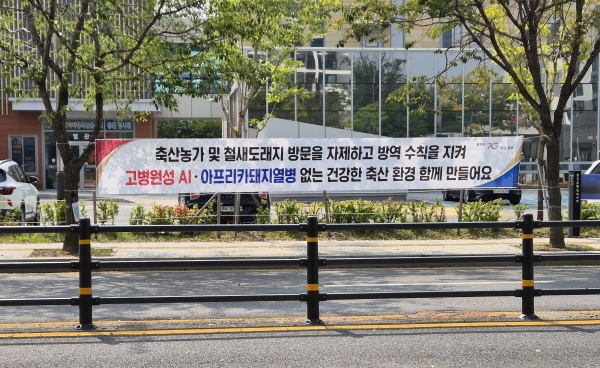 축산농가 및 철새도래지 방문을 자제하고 방역 수칙을 지켜
고병원성 AI · 아프리카돼지열병 없는 건강한 축산 환경 함께 만들어요